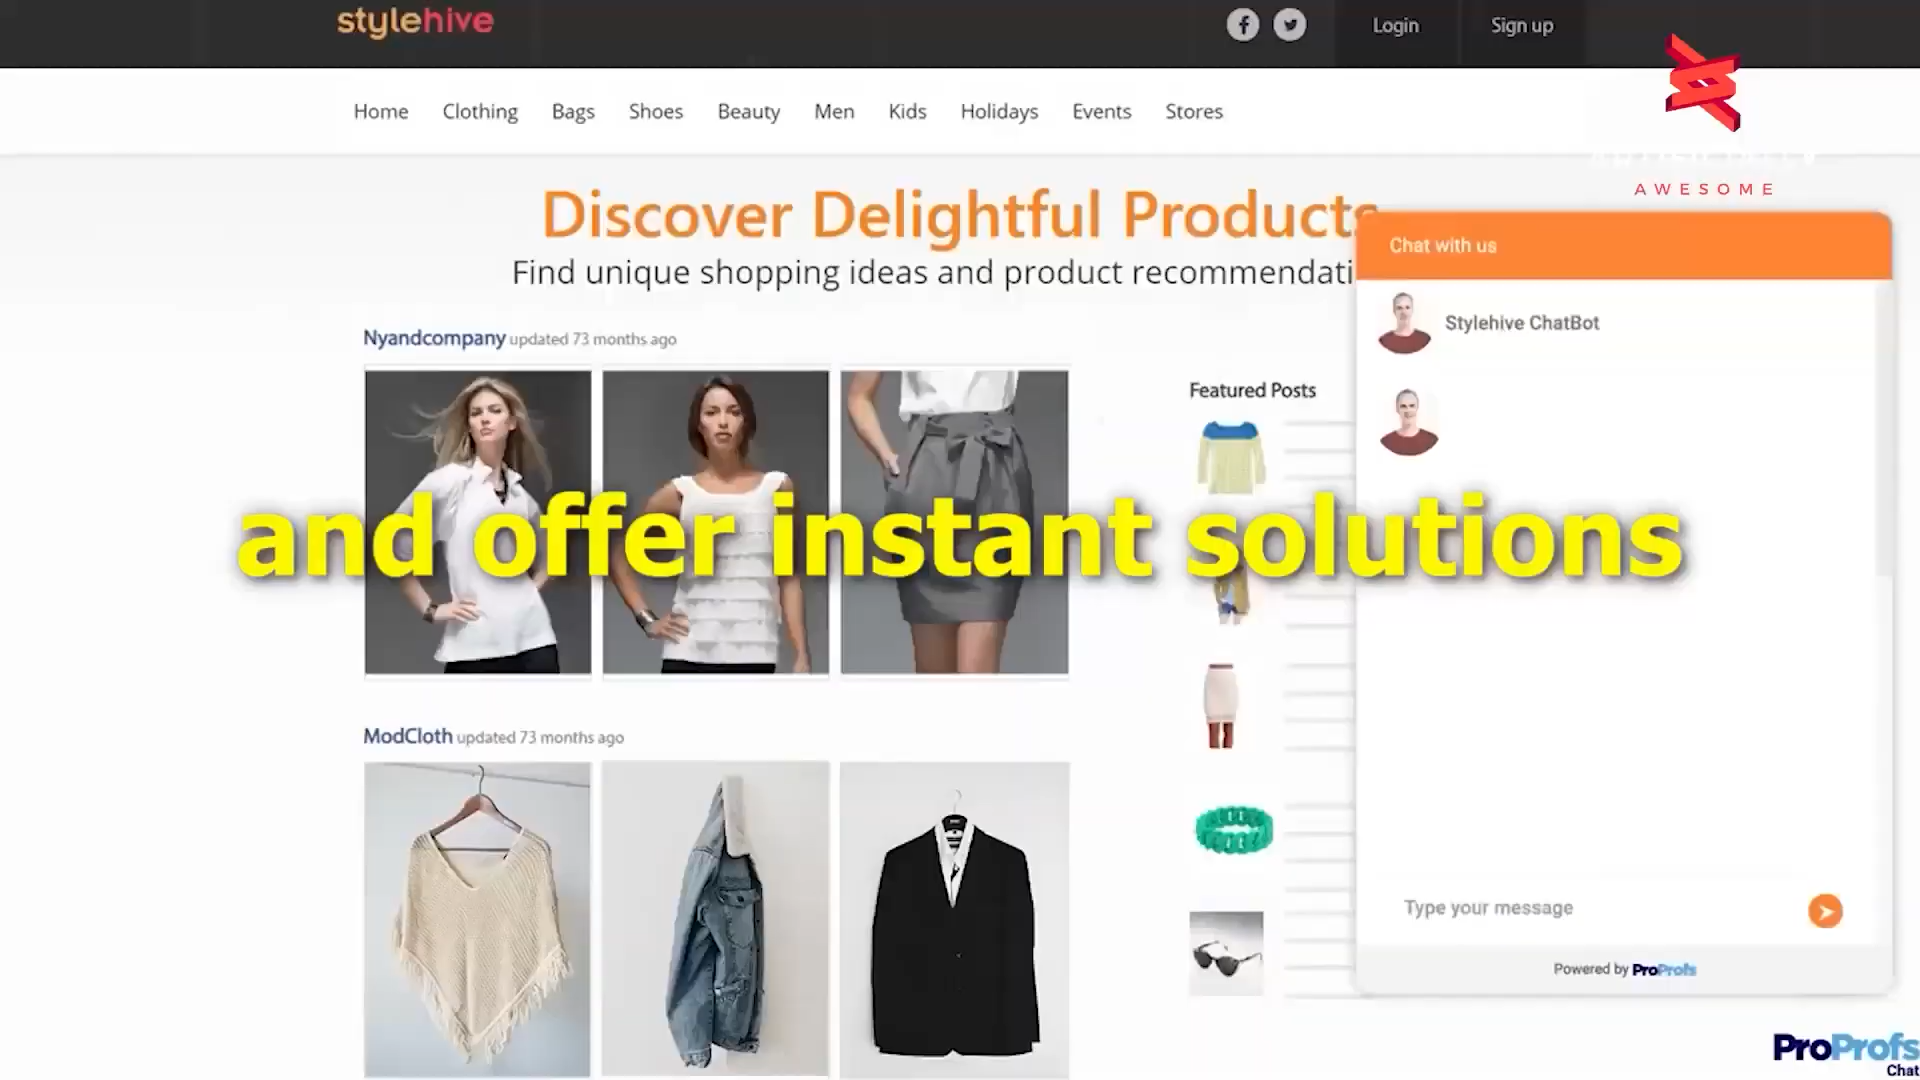 stylehive
Login
Sign up
Home Clothing Bags Shoes Beauty Men Kids Holidays Events Stores
AWESOME
Discover Delightful Products
Find unique shopping ideas and product recommendati
Chat with us
Stylehive ChatBot
Nyandcompany updated 73 months ago
Featured Posts
and offer instant solutions
ModCloth updated 73 months ago
Type your message
Powered by ProProfs
ProProfs
Chat